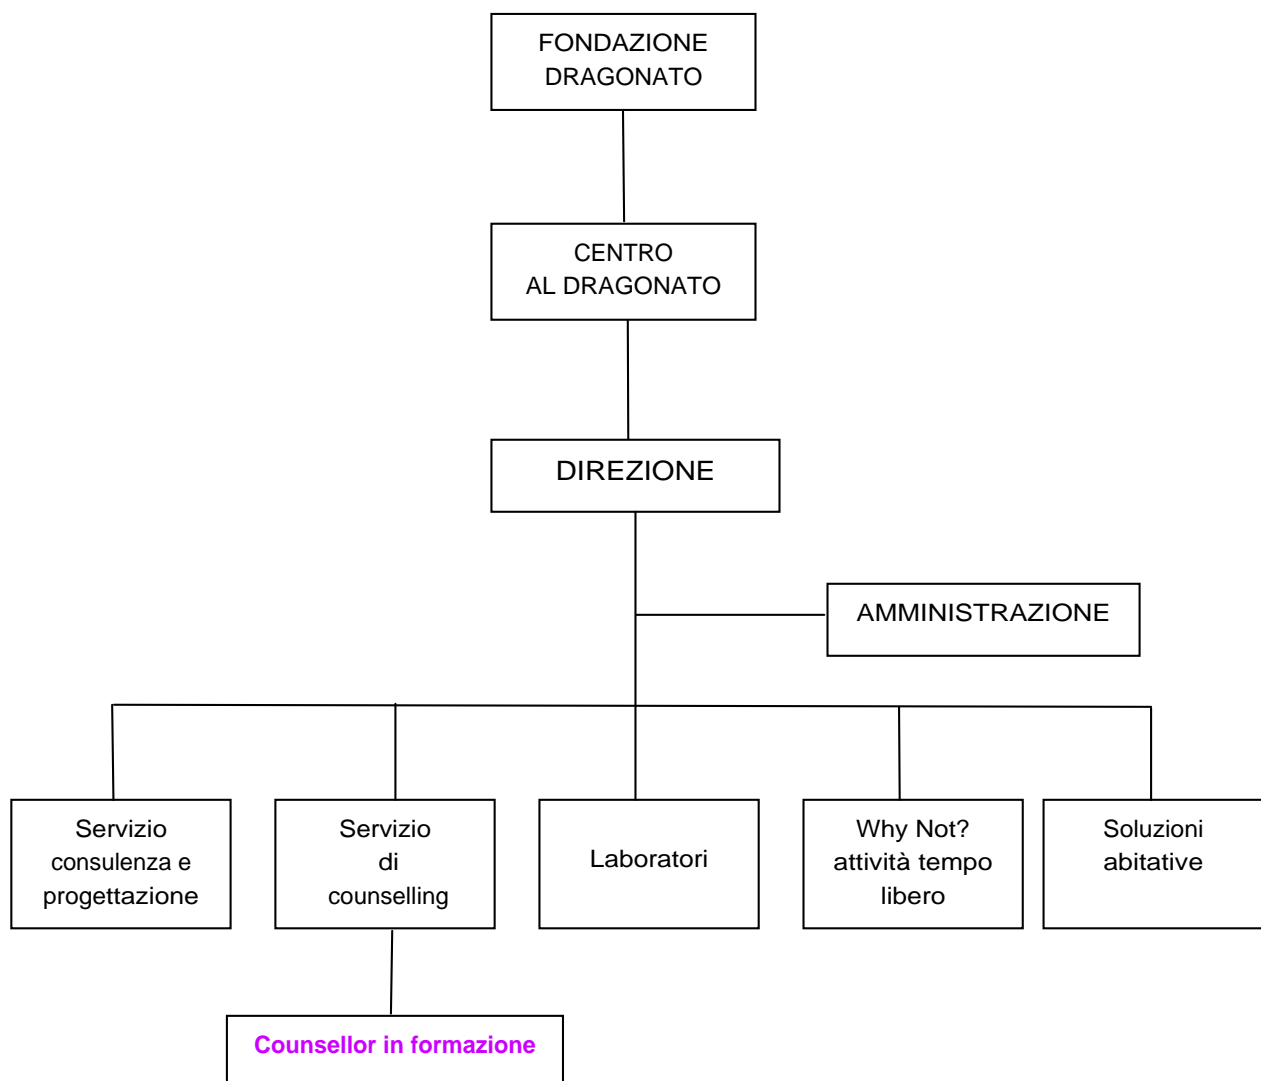 FONDAZIONE
DRAGONATO
CENTRO
AL DRAGONATO
DIREZIONE
AMMINISTRAZIONE
Servizio
consulenza e
progettazione
Servizio
di
counselling
Laboratori
Why Not?
attività tempo
libero
Soluzioni
abitative
Counsellor in formazione